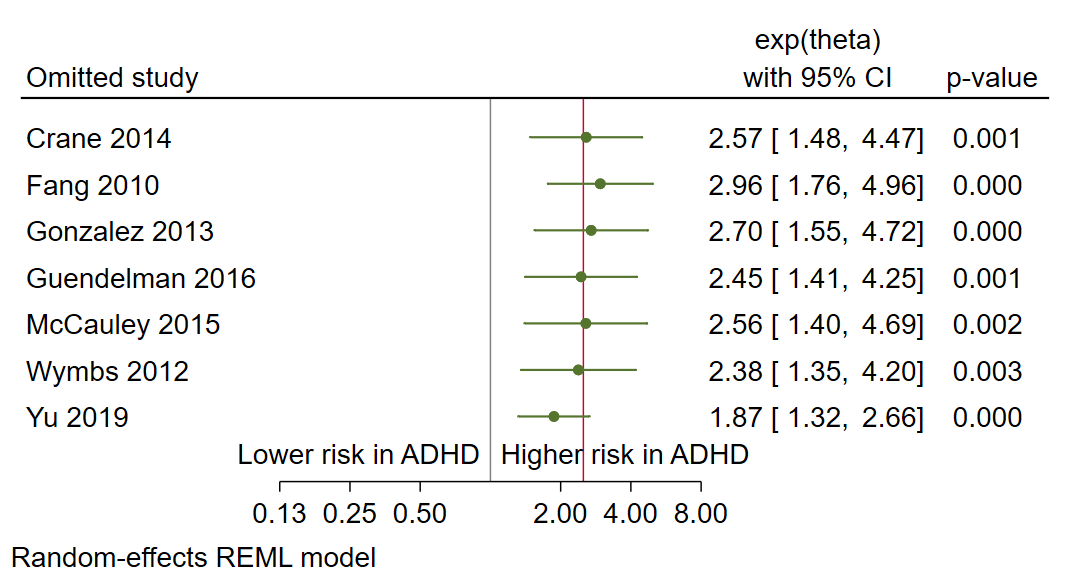 exp(theta)
Omitted study with 95% CI p-value
Crane 2014 2.57 [ 1.48, 4.47] 0.001
Fang 2010 2.96 [ 1.76, 4.96] 0.000
Gonzalez 2013 2.70 [ 1.55, 4.72] 0.000
Guendelman 2016 2.45 [ 1.41, 4.25] 0.001
McCauley 2015 2.56 [ 1.40, 4.69] 0.002
Wymbs 2012 2.38 [ 1.35, 4.20] 0.003
Yu 2019 1.87 [ 1.32, 2.66] 0.000
Lower risk in ADHD Higher risk in ADHD
0.13 0.25 0.50 2.00 4.00 8.00
Random-effects REML model